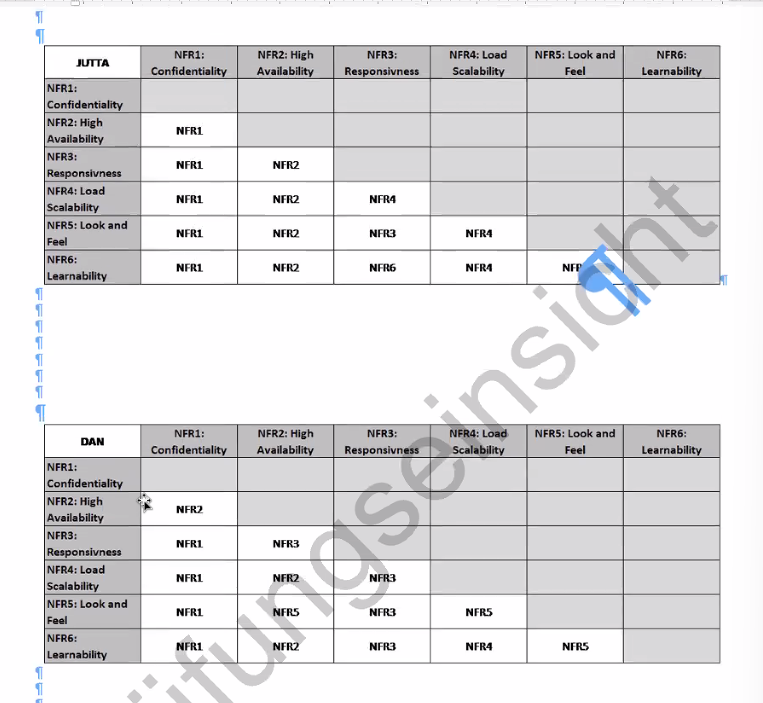 JUTTA NFR1: Confidentiality NFR2: High Availability NFR3: Responsivness NFR4: Load Scalability NFR5: Look and Feel NFR6: Learnability
NFR1: Confidentiality
NFR2: High Availability NFR1
NFR3: Responsivness NFR1 NFR2
NFR4: Load Scalability NFR1 NFR2 NFR4
NFR5: Look and Feel NFR1 NFR2 NFR3 NFR4
NFR6: Learnability NFR1 NFR2 NFR6 NFR4
DAN NFR1: Confidentiality NFR2: High Availability NFR3: Responsivness NFR4: Load Scalability NFR5: Look and Feel NFR6: Learnability
NFR1: Confidentiality
NFR2: High Availability NFR2
NFR3: Responsivness NFR1 NFR3
NFR4: Load Scalability NFR1 NFR2 NFR3
NFR5: Look and Feel NFR1 NFR5 NFR3 NFR5
NFR6: Learnability NFR1 NFR2 NFR3 NFR4 NFR5